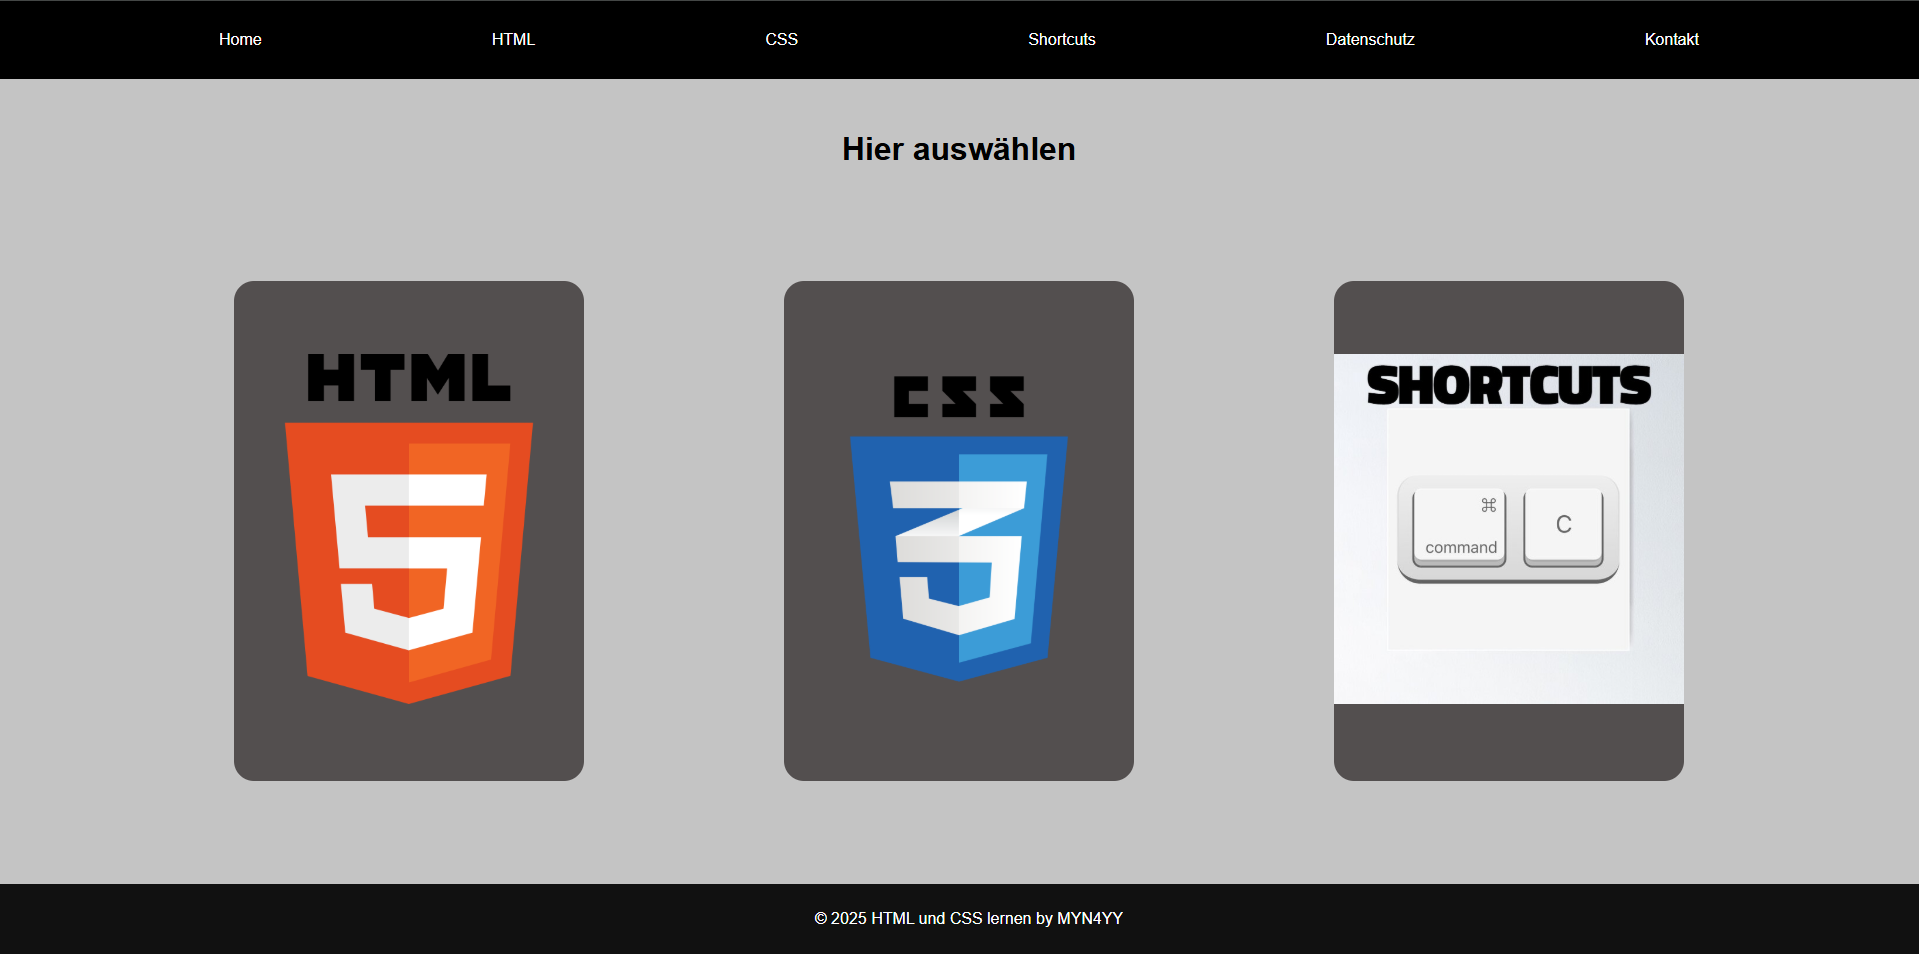 Home HTML CSS Shortcuts Datenschutz Kontakt
Hier auswählen
HTML
5
CSS
3
SHORTCUTS
⌘
command
C
© 2025 HTML und CSS lernen by MYN4YY